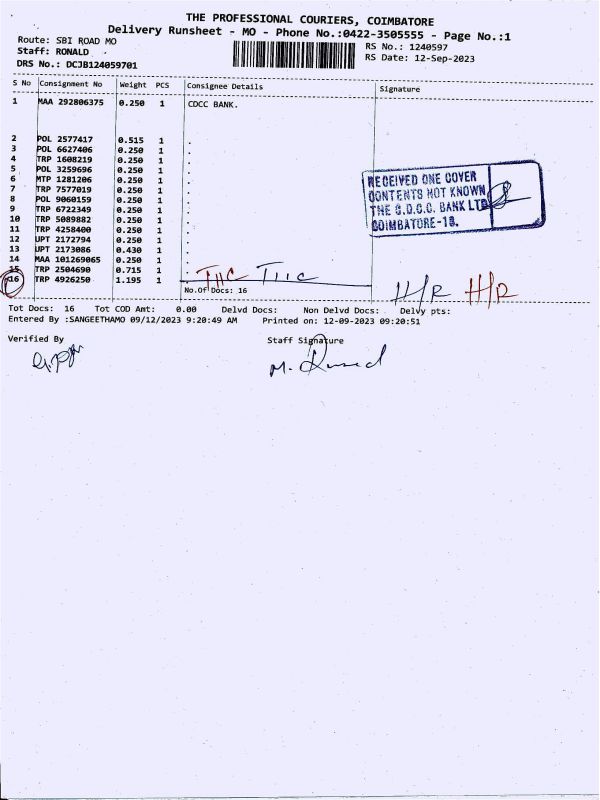 THE PROFESSIONAL COURIERS, COIMBATORE
Delivery Runsheet - MO - Phone No.:0422-3505555 - Page No.:1
Route: SBI ROAD MO
RS No.: 1240597
Staff: RONALD
RS Date: 12-Sep-2023
DRS No.: DCJB124059701
S No Consignment No Weight PCS Consignee Details Signature
1 MAA 292806375 0.250 1 CDCC BANK.
2 POL 2577417 0.515 1 .
3 POL 6627406 0.250 1 .
4 TRP 1608219 0.250 1 .
5 POL 3259696 0.250 1 .
6 MTP 1281206 0.250 1 .
7 TRP 7577019 0.250 1 .
8 POL 9060159 0.250 1 .
9 TRP 6722349 0.250 1 .
10 TRP 5089882 0.250 1 .
11 TRP 4258400 0.250 1 .
12 UPT 2172794 0.250 1 .
13 UPT 2173086 0.430 1 .
14 MAA 101269065 0.250 1 .
15 TRP 2504690 0.715 1 .
16 TRP 4926250 1.195 1
RECEIVED ONE COVER
CONTENTS NOT KNOWN
THE C.D.C.C. BANK LTD
COIMBATORE-18.
No.Of Docs: 16
H/R H/R
Tot Docs: 16 Tot COD Amt: 0.00 Delvd Docs: Non Delvd Docs: Delvy pts:
Entered By :SANGEETHAMO 09/12/2023 9:20:49 AM Printed on: 12-09-2023 09:20:51
Verified By Staff Signature